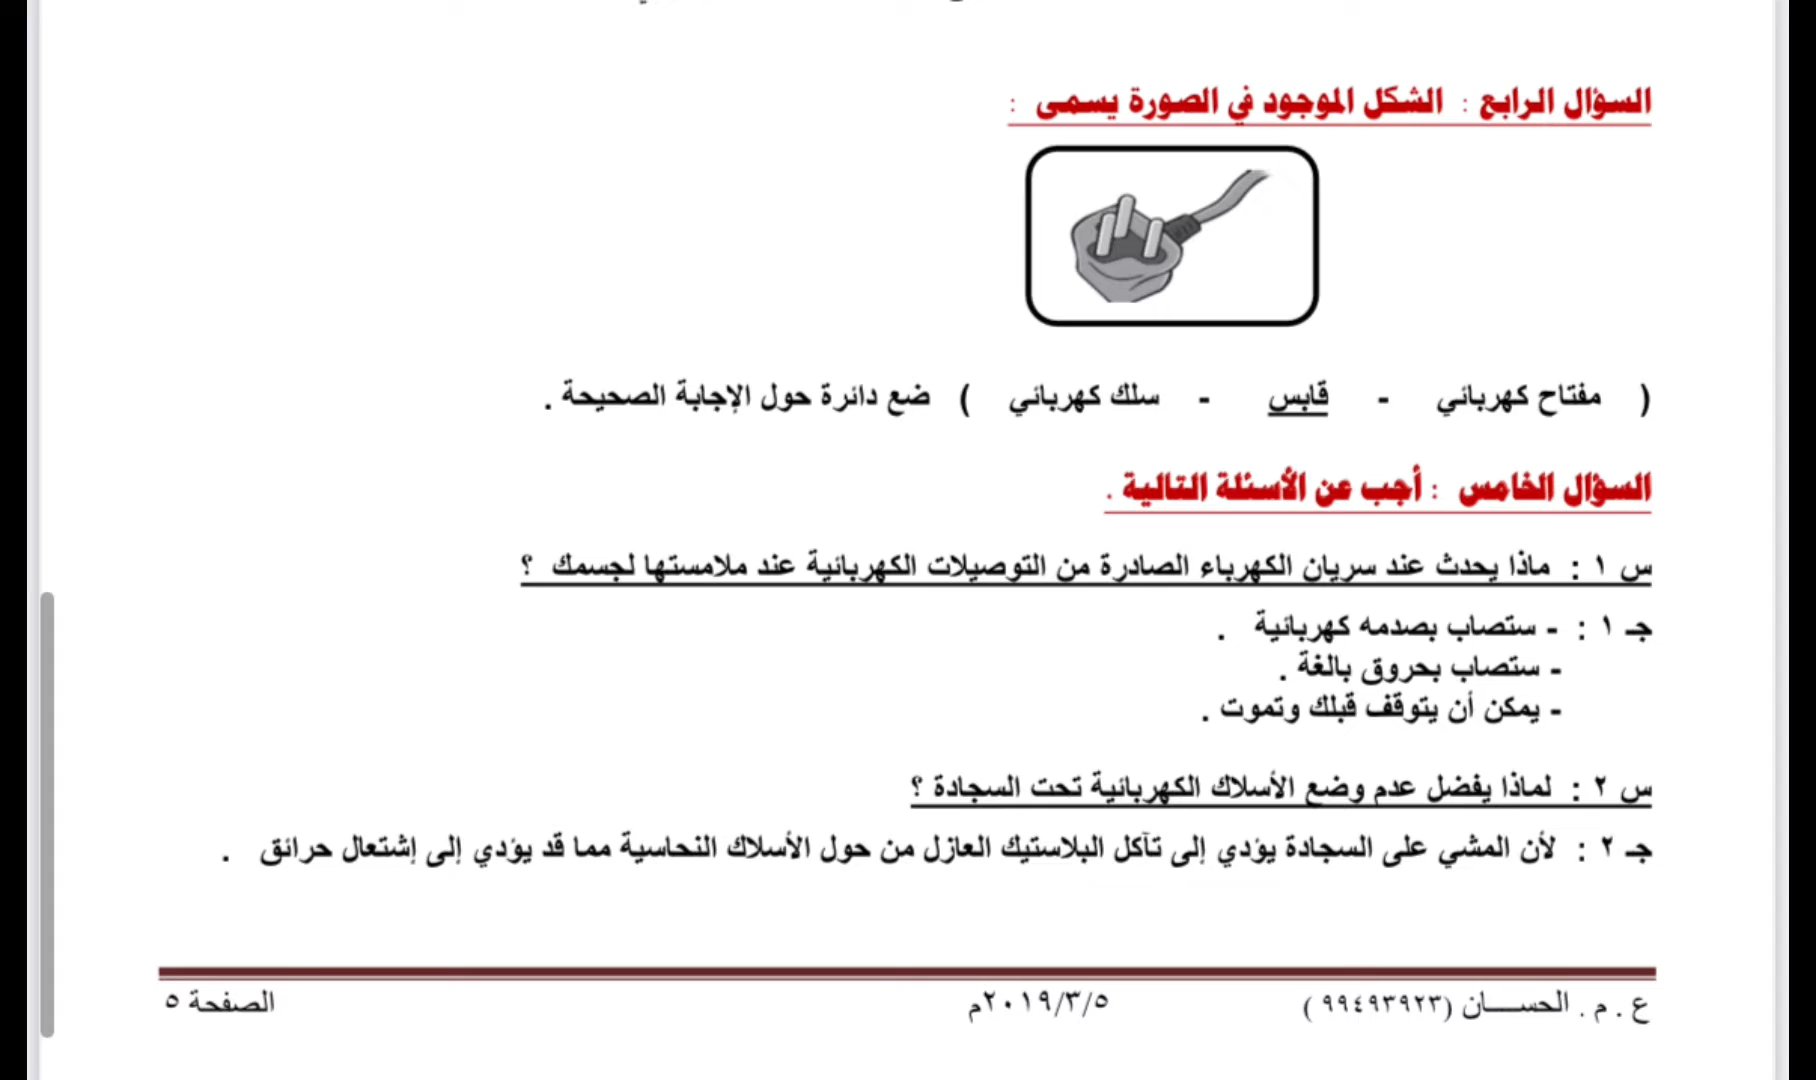 السؤال الرابع : الشكل الموجود في الصورة يسمى :
( مفتاح كهربائي - قابس - سلك كهربائي ) ضع دائرة حول الإجابة الصحيحة .
السؤال الخامس : أجب عن الأسئلة التالية .
س ١ : ماذا يحدث عند سريان الكهرباء الصادرة من التوصيلات الكهربائية عند ملامستها لجسمك ؟
جـ ١ : - ستصاب بصدمه كهربائية .
- ستصاب بحروق بالغة .
- يمكن أن يتوقف قبلك وتموت .
س ٢ : لماذا يفضل عدم وضع الأسلاك الكهربائية تحت السجادة ؟
جـ ٢ : لأن المشي على السجادة يؤدي إلى تآكل البلاستيك العازل من حول الأسلاك النحاسية مما قد يؤدي إلى إشتعال حرائق .
ع . م . الحســـان (٩٩٤٩٣٩٢٣ ) ٢٠١٩/٣/٥م الصفحة ٥